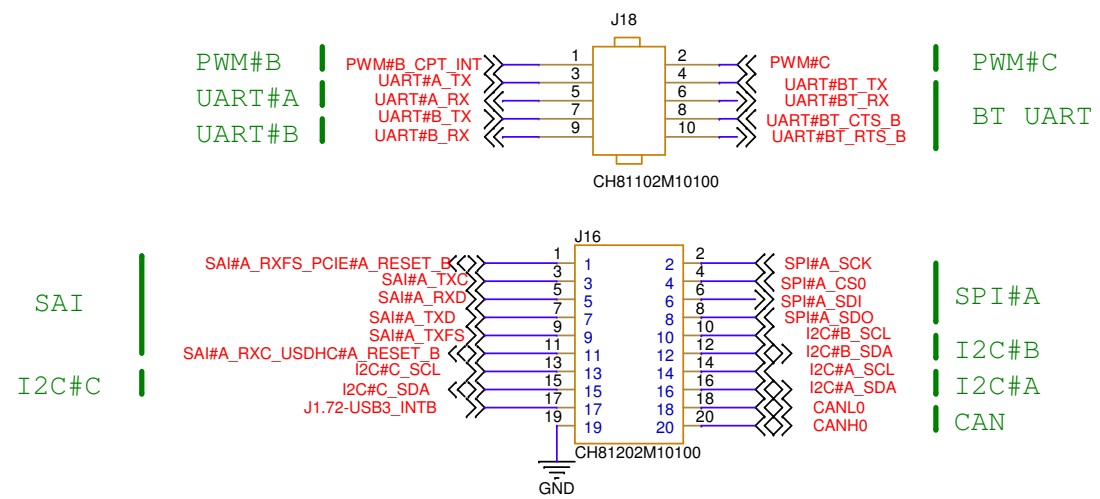 J18
PWM#B PWM#B_CPT_INT 1 2 PWM#C PWM#C
UART#A_TX 3 4 UART#BT_TX
UART#A UART#A_RX 5 6 UART#BT_RX
UART#B_TX 7 8 UART#BT_CTS_B BT UART
UART#B UART#B_RX 9 10 UART#BT_RTS_B
CH81102M10100
J16
SAI#A_RXFS_PCIE#A_RESET_B 1 1 2 2 SPI#A_SCK
SAI#A_TXC 3 3 4 4 SPI#A_CS0
SAI SAI#A_RXD 5 5 6 6 SPI#A_SDI SPI#A
SAI#A_TXD 7 7 8 8 SPI#A_SDO
SAI#A_TXFS 9 9 10 10 I2C#B_SCL
SAI#A_RXC_USDHC#A_RESET_B 11 11 12 12 I2C#B_SDA I2C#B
I2C#C I2C#C_SCL 13 13 14 14 I2C#A_SCL
I2C#C_SDA 15 15 16 16 I2C#A_SDA I2C#A
J1.72-USB3_INTB 17 17 18 18 CANL0
19 19 20 20 CANH0 CAN
CH81202M10100
GND